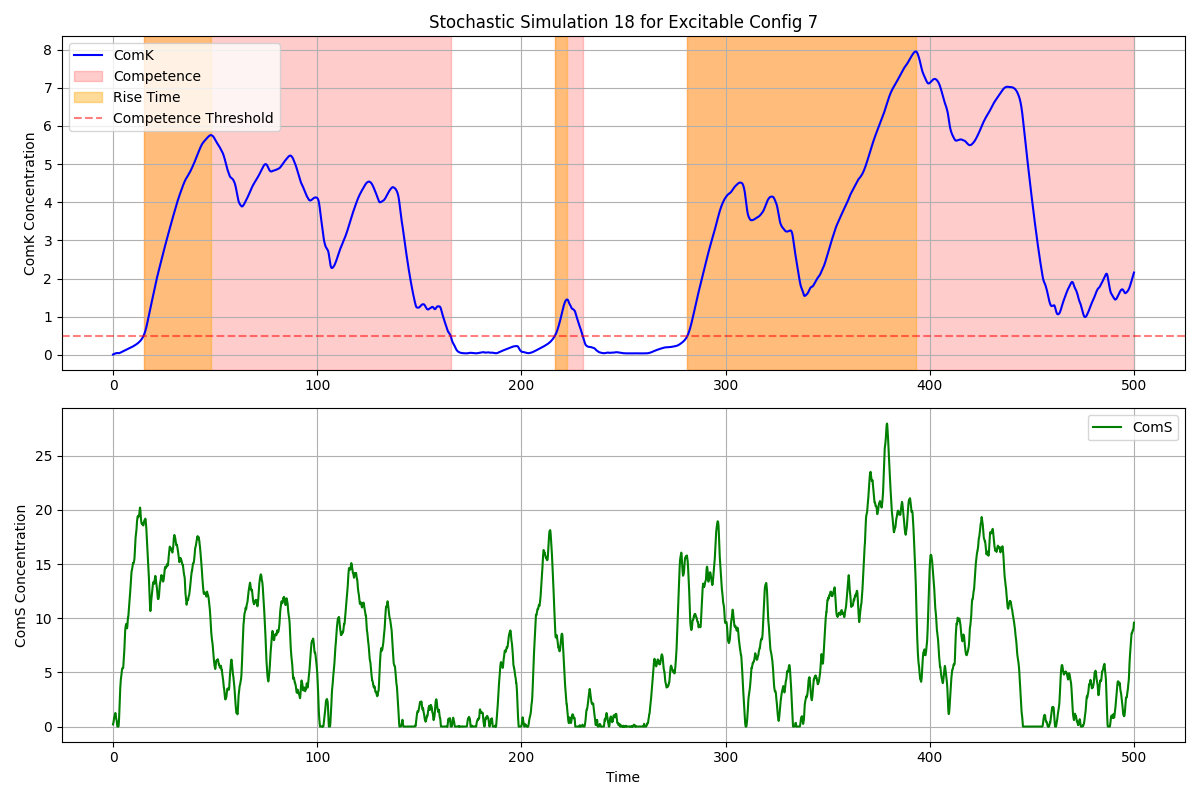 Stochastic Simulation 18 for Excitable Config 7
ComK Concentration
8
7
6
5
4
3
2
1
0
ComK
Competence
Rise Time
Competence Threshold
0 100 200 300 400 500
ComS Concentration
25
20
15
10
5
0
ComS
0 100 200 300 400 500
Time